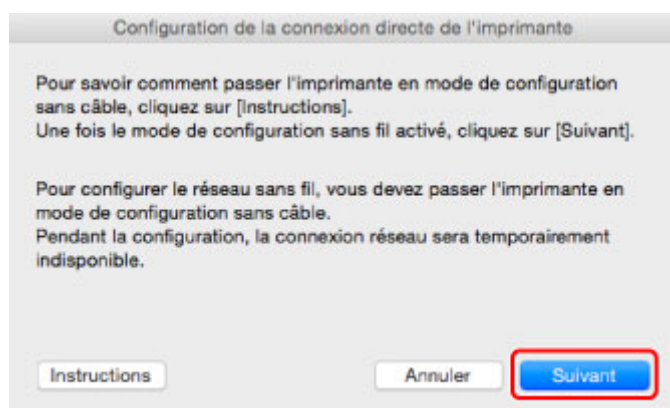 Configuration de la connexion directe de l'imprimante
Pour savoir comment passer l'imprimante en mode de configuration
sans câble, cliquez sur [Instructions].
Une fois le mode de configuration sans fil activé, cliquez sur [Suivant].
Pour configurer le réseau sans fil, vous devez passer l'imprimante en
mode de configuration sans câble.
Pendant la configuration, la connexion réseau sera temporairement
indisponible.
Instructions Annuler Suivant